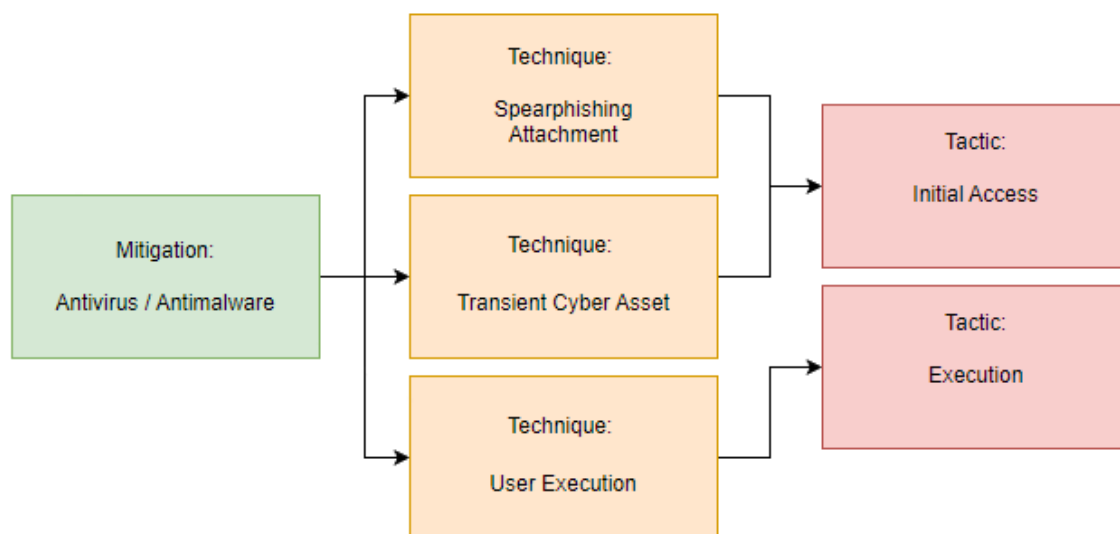 Mitigation:
Antivirus / Antimalware
Technique:
Spearphishing
Attachment
Technique:
Transient Cyber Asset
Technique:
User Execution
Tactic:
Initial Access
Tactic:
Execution